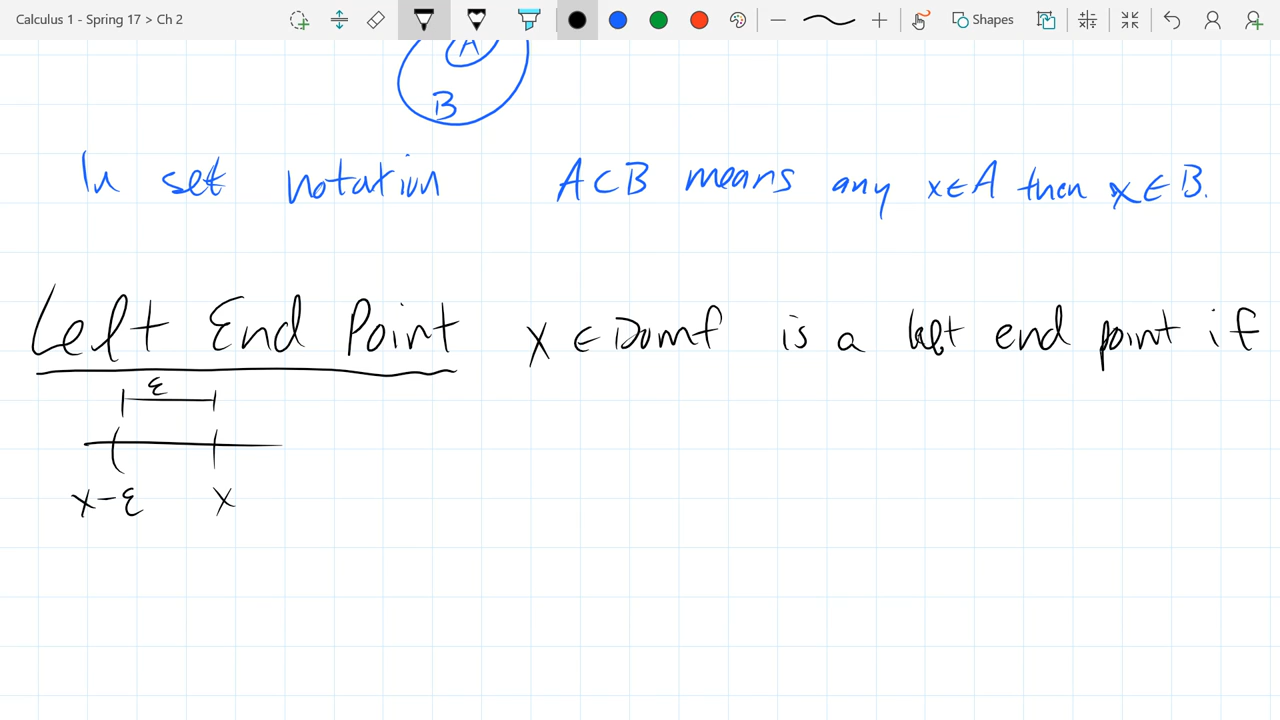 Calculus 1 - Spring 17 > Ch 2
Shapes
A
B
In set notation A⊂B means any x∈A then x∈B.
Left End Point x ∈ Domf is a left end point if
ε
x-ε x